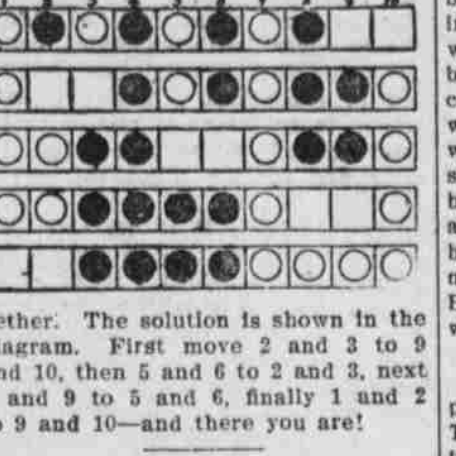 ether. The solution is shown in the
agram. First move 2 and 3 to 9
nd 10, then 5 and 6 to 2 and 3, next
and 9 to 5 and 6, finally 1 and 2
9 and 10—and there you are!